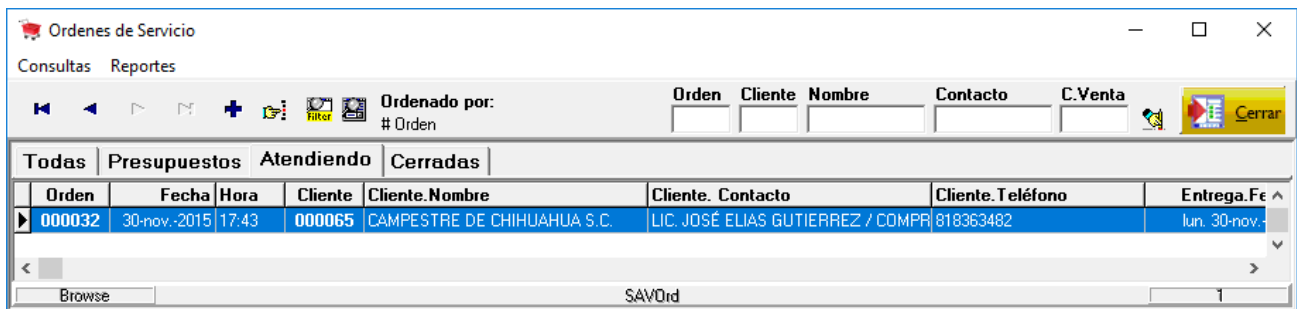 Ordenes de Servicio
Consultas Reportes
Filter Ordenado por: # Orden
Orden Cliente Nombre Contacto C.Venta
Cerrar
Todas Presupuestos Atendiendo Cerradas
Orden Fecha Hora Cliente Cliente.Nombre Cliente. Contacto Cliente.Teléfono Entrega.Fe
000032 30-nov.-2015 17:43 000065 CAMPESTRE DE CHIHUAHUA S.C. LIC. JOSÉ ELIAS GUTIERREZ / COMPR 818363482 lun. 30-nov.-
Browse SAVOrd 1